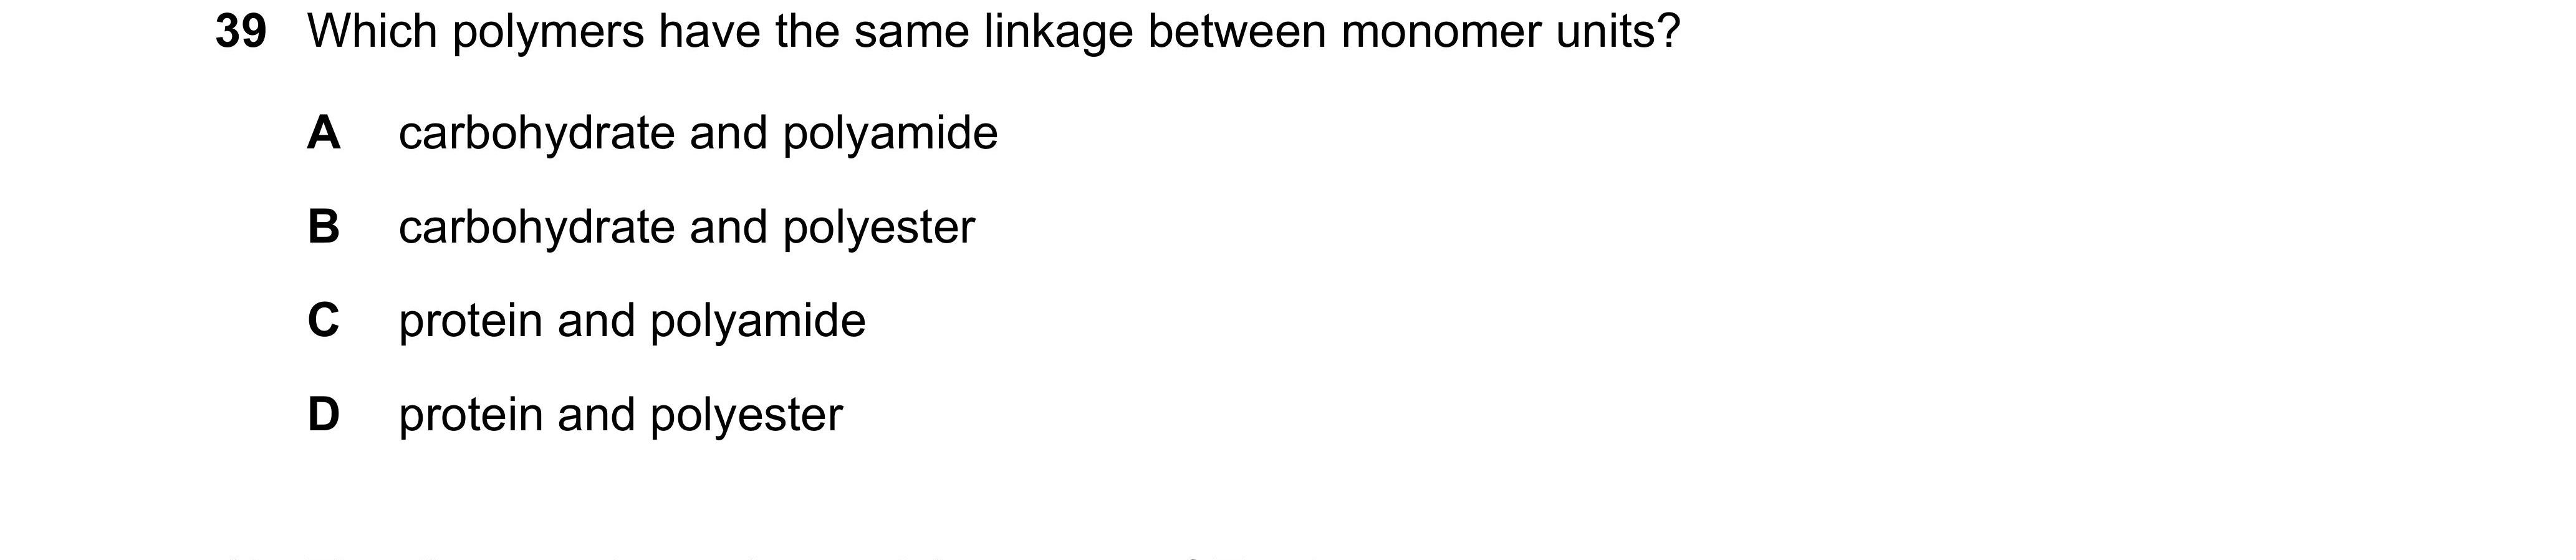 39 Which polymers have the same linkage between monomer units?
A carbohydrate and polyamide
B carbohydrate and polyester
C protein and polyamide
D protein and polyester